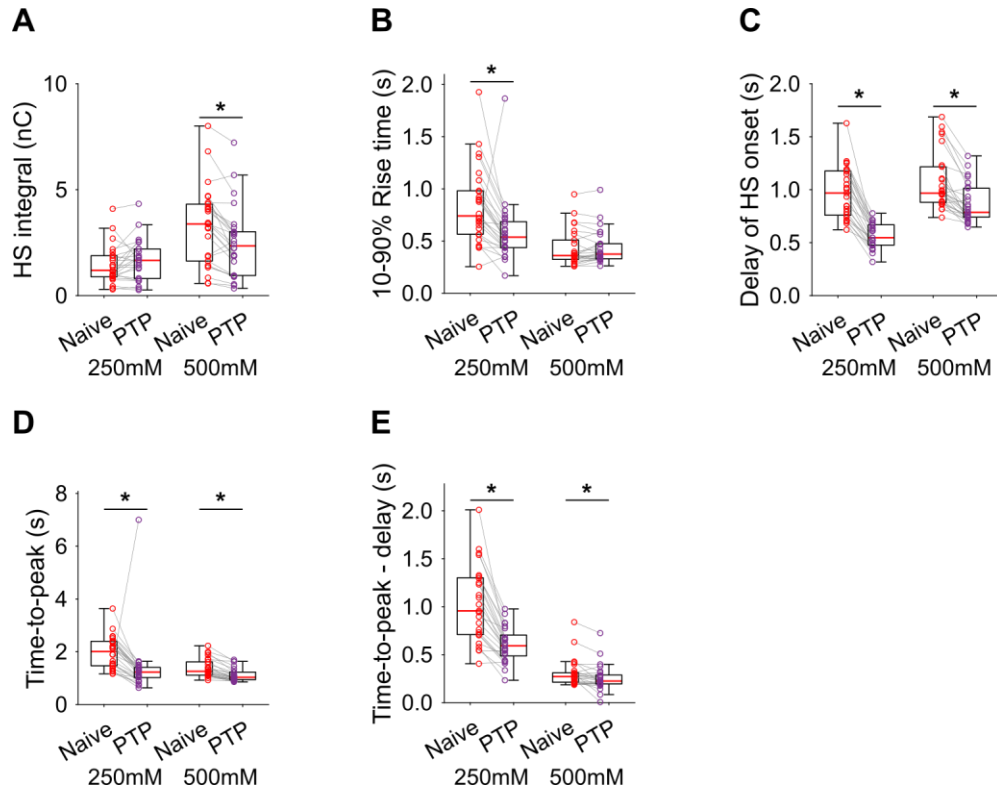 A
HS integral (nC)
10
5
0
*
Naive
PTP
Naive
PTP
250mM
500mM
B
10-90% Rise time (s)
2.0
1.5
1.0
0.5
0.0
*
Naive
PTP
Naive
PTP
250mM
500mM
C
Delay of HS onset (s)
2.0
1.5
1.0
0.5
0.0
*
*
Naive
PTP
Naive
PTP
250mM
500mM
D
Time-to-peak (s)
8
6
4
2
0
*
*
Naive
PTP
Naive
PTP
250mM
500mM
E
Time-to-peak - delay (s)
2.0
1.5
1.0
0.5
0.0
*
*
Naive
PTP
Naive
PTP
250mM
500mM